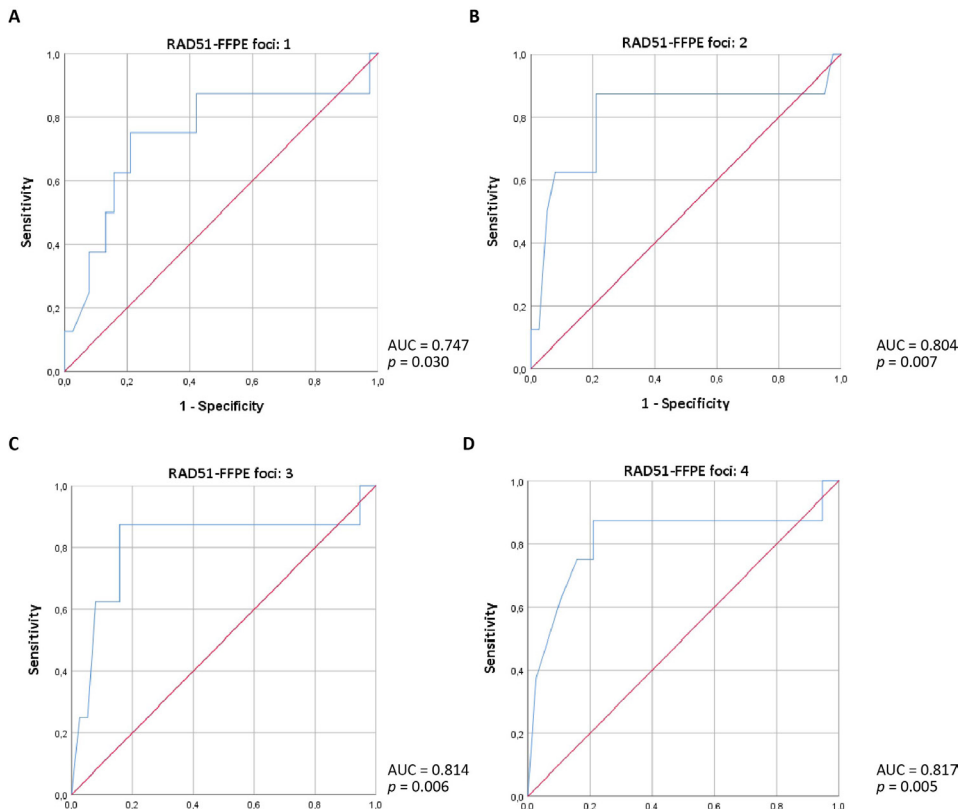 A
RAD51-FFPE foci: 1
1,0
0,8
0,6
0,4
0,2
0,0
Sensitivity
0,0 0,2 0,4 0,6 0,8 1,0
1 - Specificity
AUC = 0.747
p = 0.030
B
RAD51-FFPE foci: 2
1,0
0,8
0,6
0,4
0,2
0,0
Sensitivity
0,0 0,2 0,4 0,6 0,8 1,0
1 - Specificity
AUC = 0.804
p = 0.007
C
RAD51-FFPE foci: 3
1,0
0,8
0,6
0,4
0,2
0,0
Sensitivity
0.0 0.2 0.4 0.6 0.8 1.0
AUC = 0.814
p = 0.006
D
RAD51-FFPE foci: 4
1,0
0,8
0,6
0,4
0,2
0,0
Sensitivity
0.0 0.2 0.4 0.6 0.8 1.0
AUC = 0.817
p = 0.005